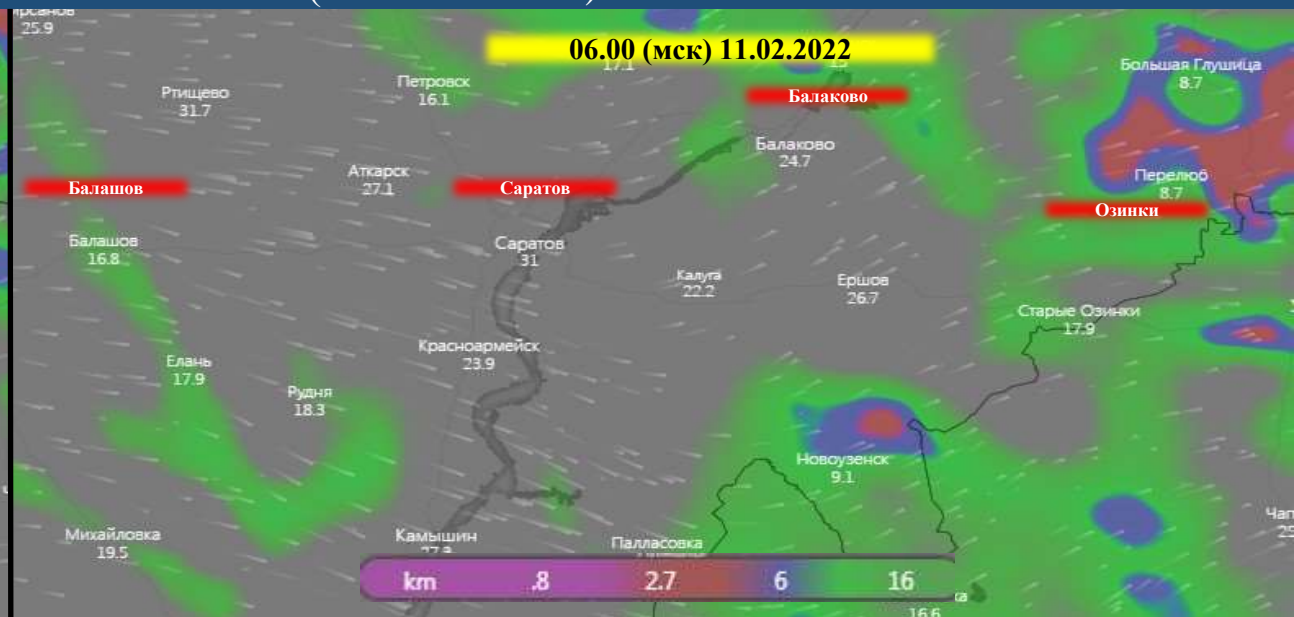 25.9
06.00 (мск) 11.02.2022
17.1
Большая Глушица
8.7
Петровск
16.1
Ртищево
31.7
Балаково
Балаково
24.7
Аткарск
27.1
Перелюб
8.7
Балашов
Саратов
Озинки
Балашов
16.8
Саратов
31
Калуга
22.2
Ершов
26.7
Старые Озинки
17.9
Красноармейск
23.9
Елань
17.9
Рудня
18.3
Новоузенск
9.1
Михайловка
19.5
Камышин
Палласовка
km .8 2.7 6 16
16.6